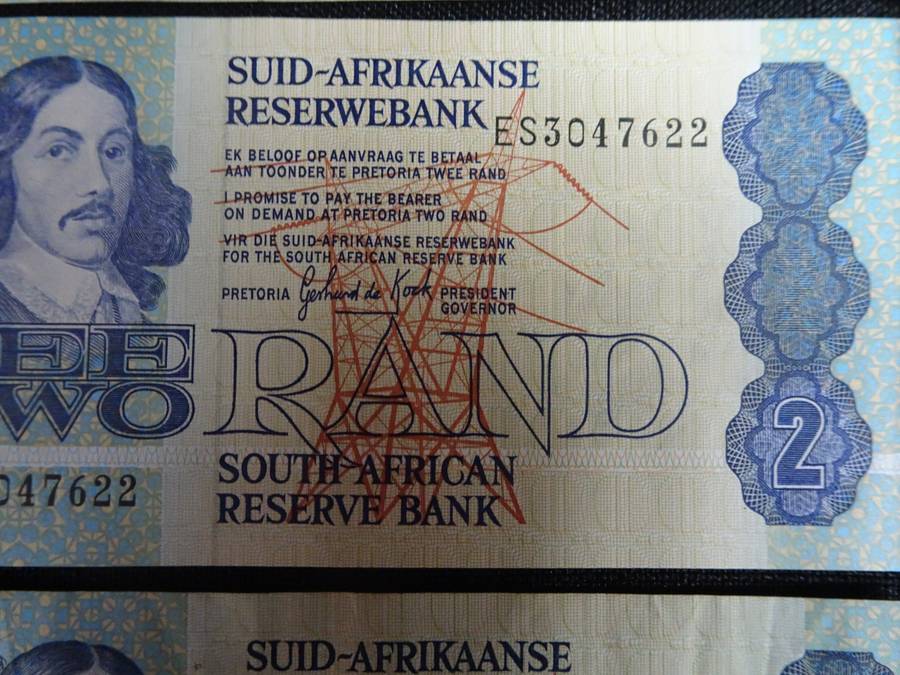 SUID-AFRIKAANSE
RESERWEBANK
ES3047622
EK BELOOF OP AANVRAAG TE BETAAL
AAN TOONDER TE PRETORIA TWEE RAND
I PROMISE TO PAY THE BEARER
ON DEMAND AT PRETORIA TWO RAND
VIR DIE SUID-AFRIKAANSE RESERWEBANK
FOR THE SOUTH AFRICAN RESERVE BANK
PRETORIA Gerhard de Kock PRESIDENT
GOVERNOR
EE
WO
RAND
2
SOUTH AFRICAN
RESERVE BANK
047622
SUID-AFRIKAANSE